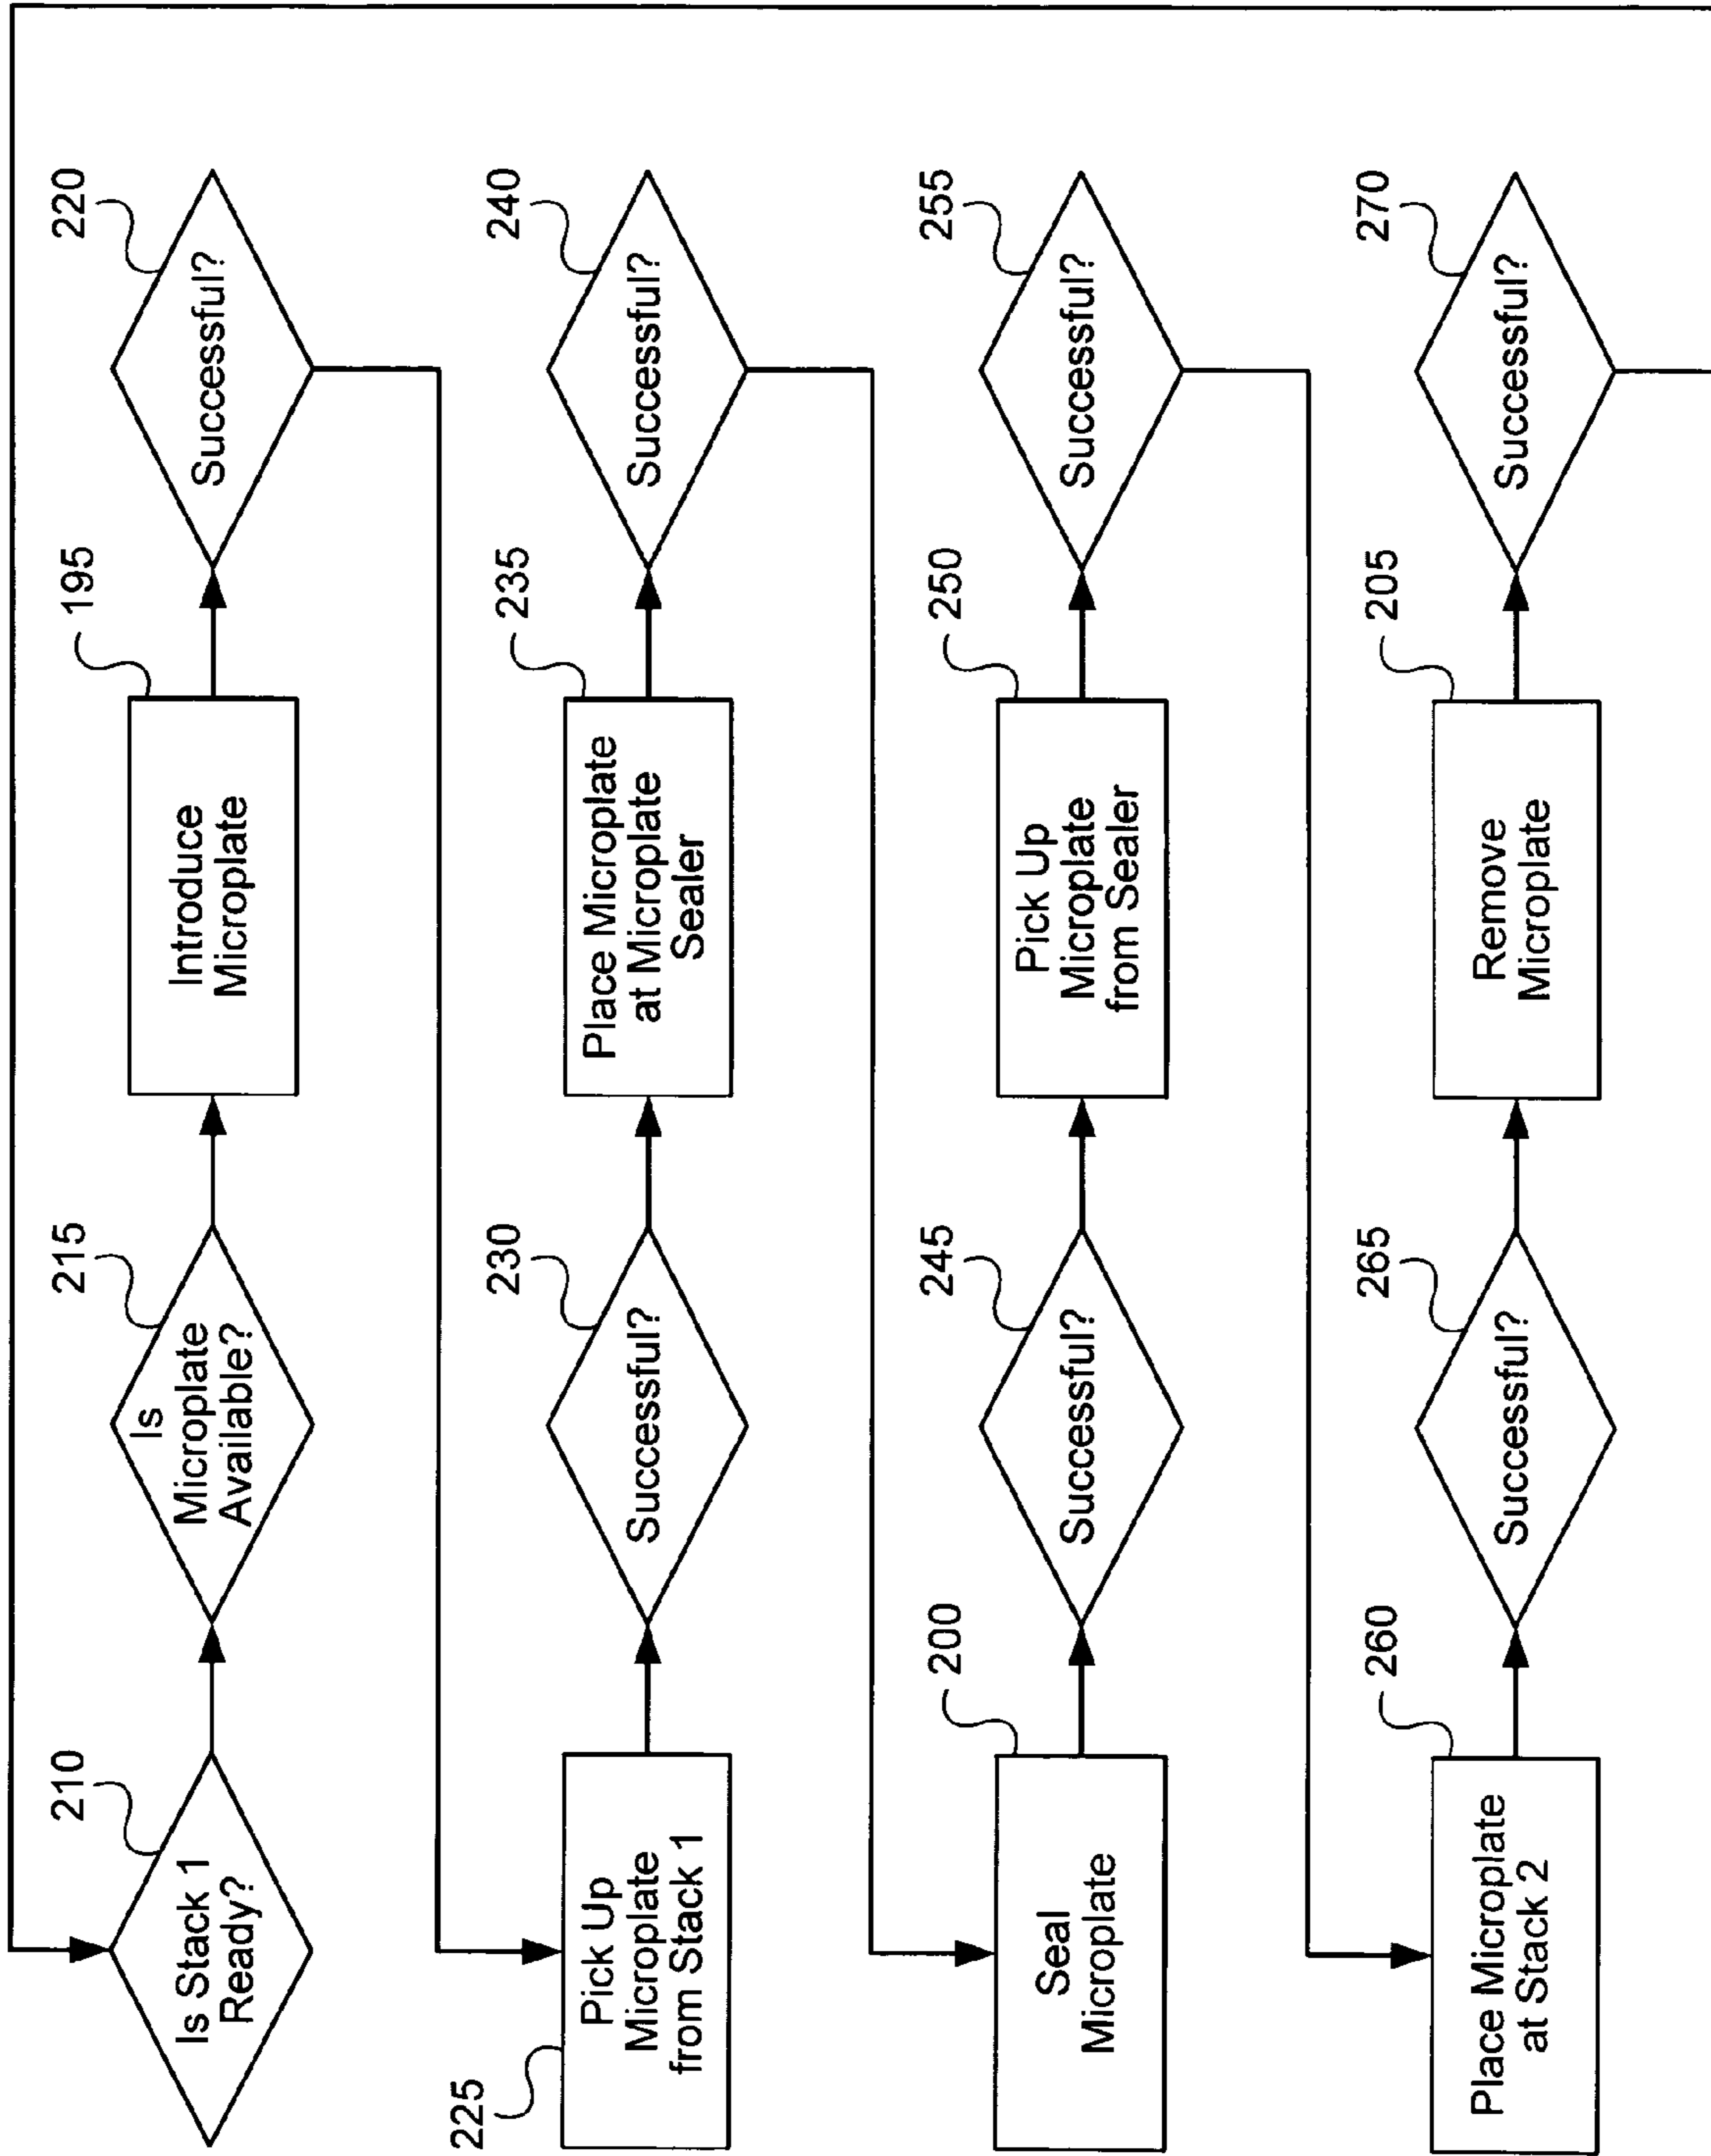 210
Is Stack 1
Ready?
215
Is
Microplate
Available?
195
Introduce
Microplate
220
Successful?
225
Pick Up
Microplate
from Stack 1
230
Successful?
235
Place Microplate
at Microplate
Sealer
240
Successful?
200
Seal
Microplate
245
Successful?
250
Pick Up
Microplate
from Sealer
255
Successful?
260
Place Microplate
at Stack 2
265
Successful?
205
Remove
Microplate
270
Successful?